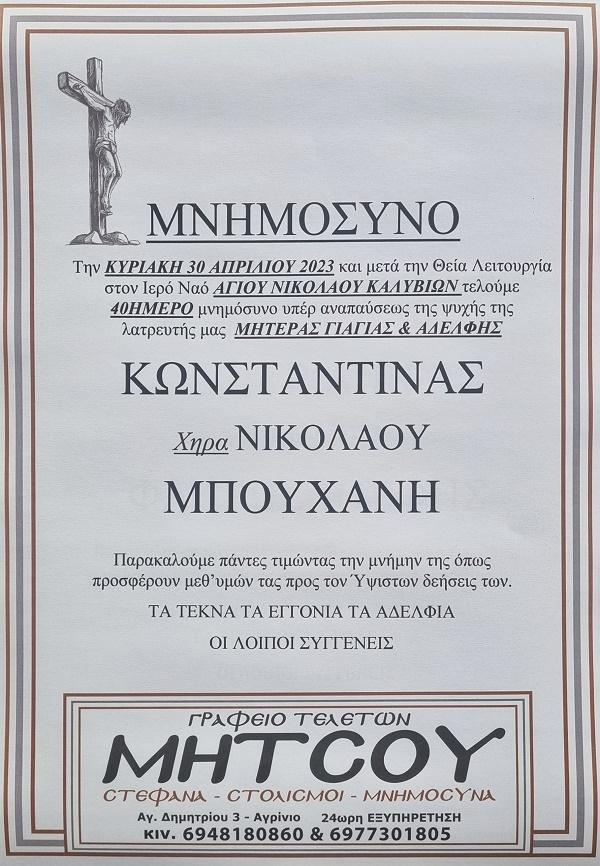 ΜΝΗΜΟΣΥΝΟ
Την ΚΥΡΙΑΚΗ 30 ΑΠΡΙΛΙΟΥ 2023 και μετά την Θεία Λειτουργία
στον Ιερό Ναό ΑΓΙΟΥ ΝΙΚΟΛΑΟΥ ΚΑΛΥΒΙΩΝ τελούμε
40ΗΜΕΡΟ μνημόσυνο υπέρ αναπαύσεως της ψυχής της
λατρευτής μας ΜΗΤΕΡΑΣ ΓΙΑΓΙΑΣ & ΑΔΕΛΦΗΣ
ΚΩΝΣΤΑΝΤΙΝΑΣ
Χηρα ΝΙΚΟΛΑΟΥ
ΜΠΟΥΧΑΝΗ
Παρακαλούμε πάντες τιμώντας την μνήμην της όπως
προσφέρουν μεθ’υμών τας προς τον Ύψιστων δεήσεις των.
ΤΑ ΤΕΚΝΑ ΤΑ ΕΓΓΟΝΙΑ ΤΑ ΑΔΕΛΦΙΑ
ΟΙ ΛΟΙΠΟΙ ΣΥΓΓΕΝΕΙΣ
ΓΡΑΦΕΙΟ ΤΕΛΕΤΩΝ
ΜΗΤΣΟΥ
ΣΤΕΦΑΝΑ - ΣΤΟΛΙΣΜΟΙ - ΜΝΗΜΟΣΥΝΑ
Αγ. Δημητρίου 3 - Αγρίνιο 24ωρη ΕΞΥΠΗΡΕΤΗΣΗ
ΚΙΝ. 6948180860 & 6977301805